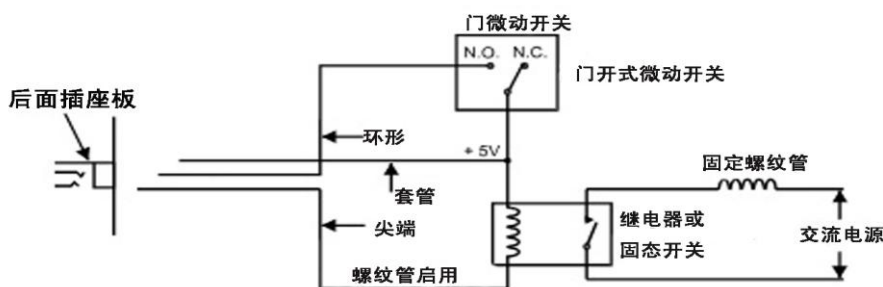 门微动开关
N.O. N.C.
门开式微动开关
后面插座板
环形
+ 5V
套管
固定螺纹管
尖端
继电器或
固态开关
交流电源
螺纹管启用